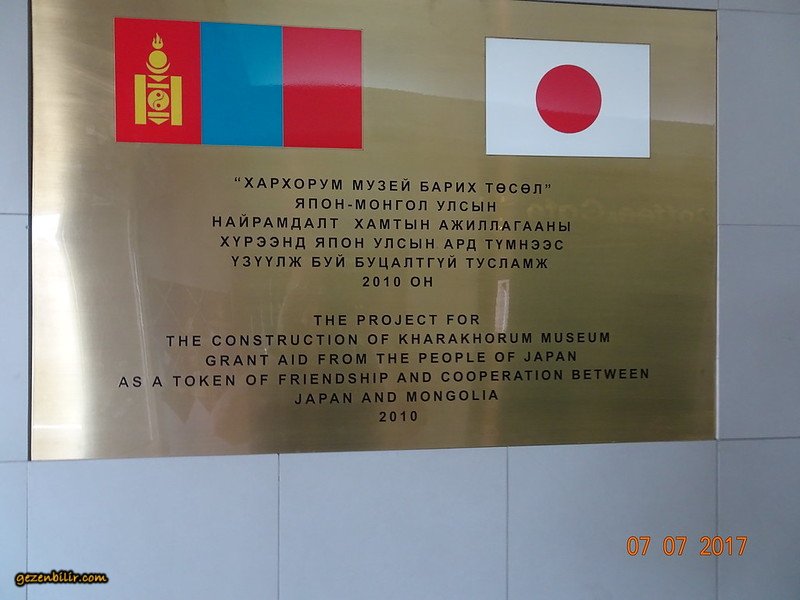 “ХАРХОРУМ МУЗЕЙ БАРИХ ТӨСӨЛ”
ЯПОН-МОНГОЛ УЛСЫН
НАЙРАМДАЛТ ХАМТЫН АЖИЛЛАГААНЫ
ХҮРЭЭНД ЯПОН УЛСЫН АРД ТҮМНЭЭС
ҮЗҮҮЛЖ БУЙ БУЦАЛТГҮЙ ТУСЛАМЖ
2010 ОН
THE PROJECT FOR
THE CONSTRUCTION OF KHARAKHORUM MUSEUM
GRANT AID FROM THE PEOPLE OF JAPAN
AS A TOKEN OF FRIENDSHIP AND COOPERATION BETWEEN
JAPAN AND MONGOLIA
2010
07 07 2017
gezenbilir.com